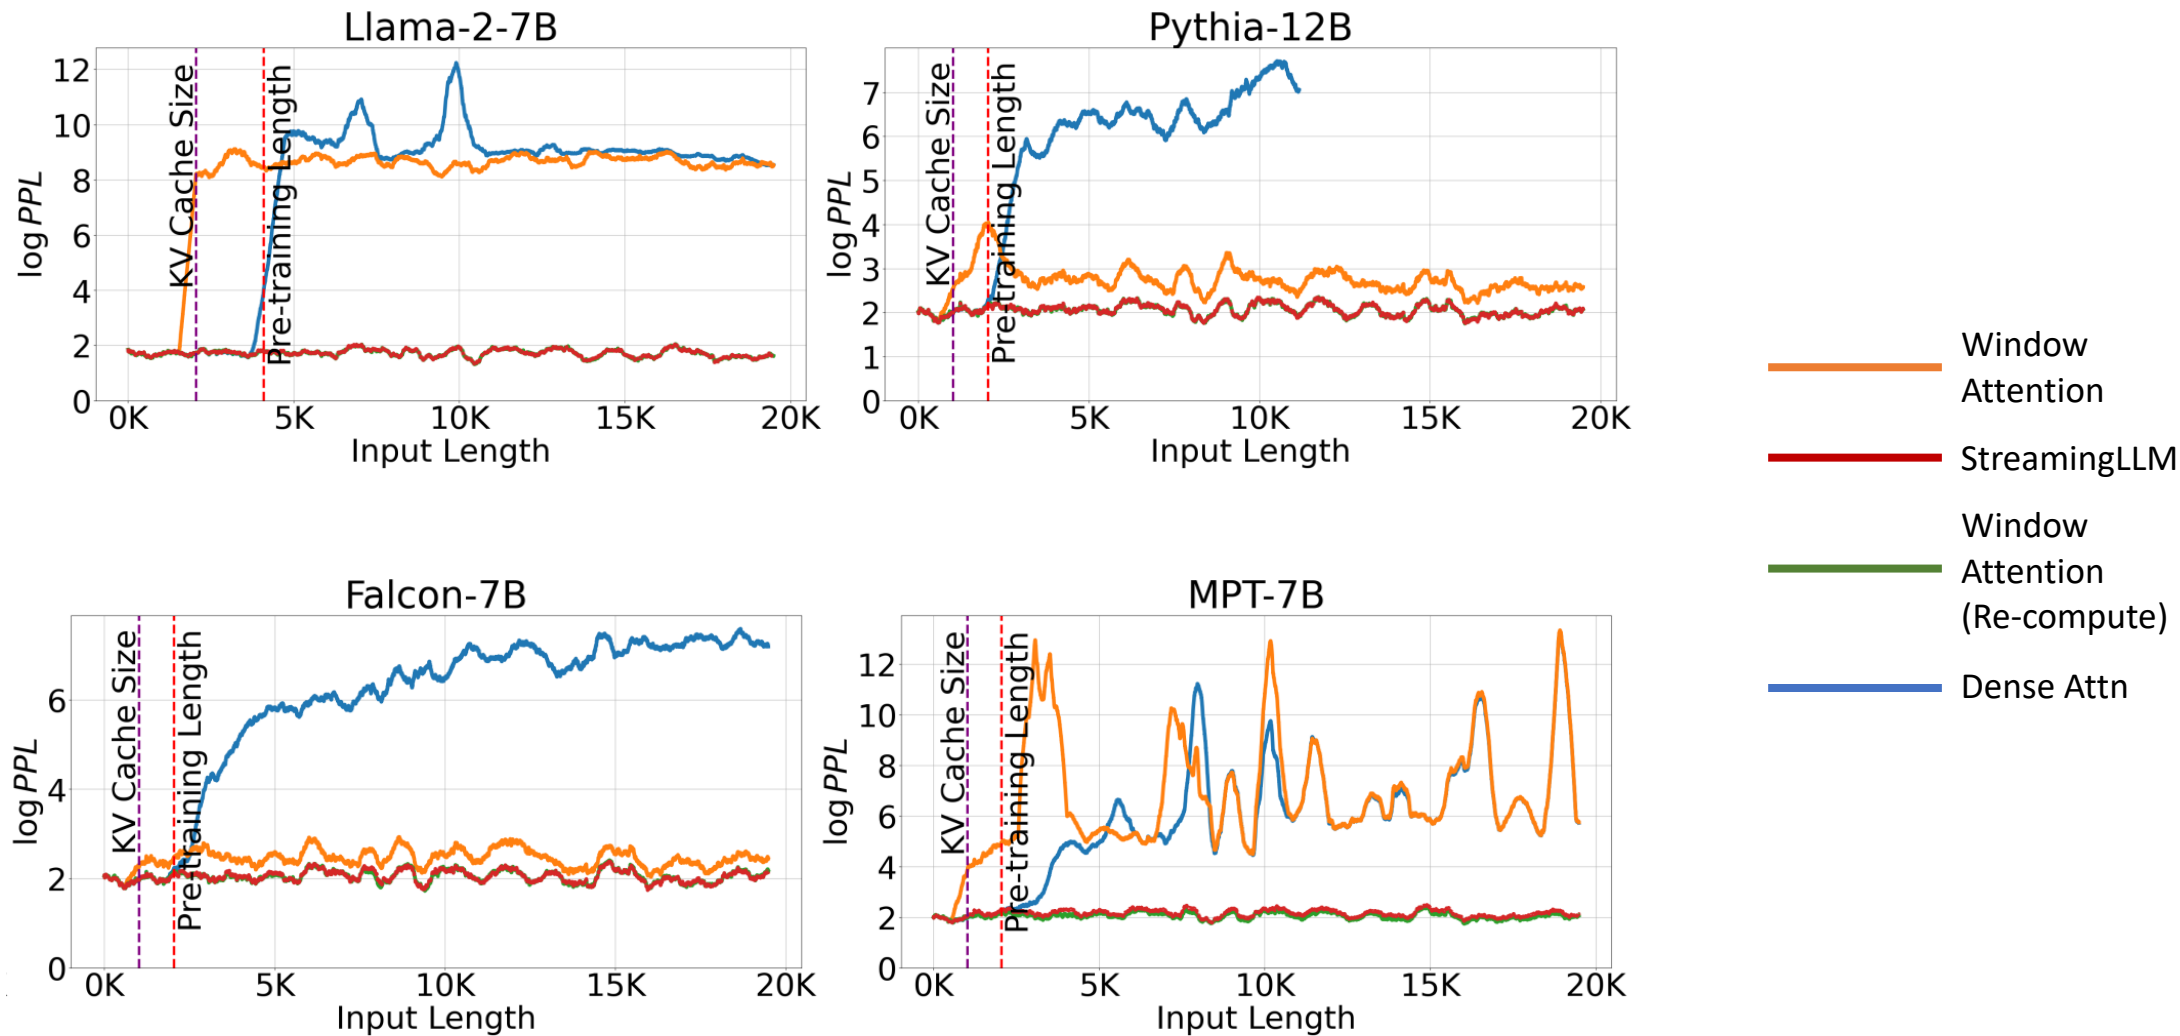 Llama-2-7B
12
10
8
6
4
2
0
log PPL
KV Cache Size
Pre-training Length
0K 5K 10K 15K 20K
Input Length
Pythia-12B
7
6
5
4
3
2
1
0
log PPL
KV Cache Size
Pre-training Length
0K 5K 10K 15K 20K
Input Length
Falcon-7B
6
4
2
0
log PPL
KV Cache Size
Pre-training Length
0K 5K 10K 15K 20K
Input Length
MPT-7B
12
10
8
6
4
2
0
log PPL
KV Cache Size
Pre-training Length
0K 5K 10K 15K 20K
Input Length
Window
Attention
StreamingLLM
Window
Attention
(Re-compute)
Dense Attn